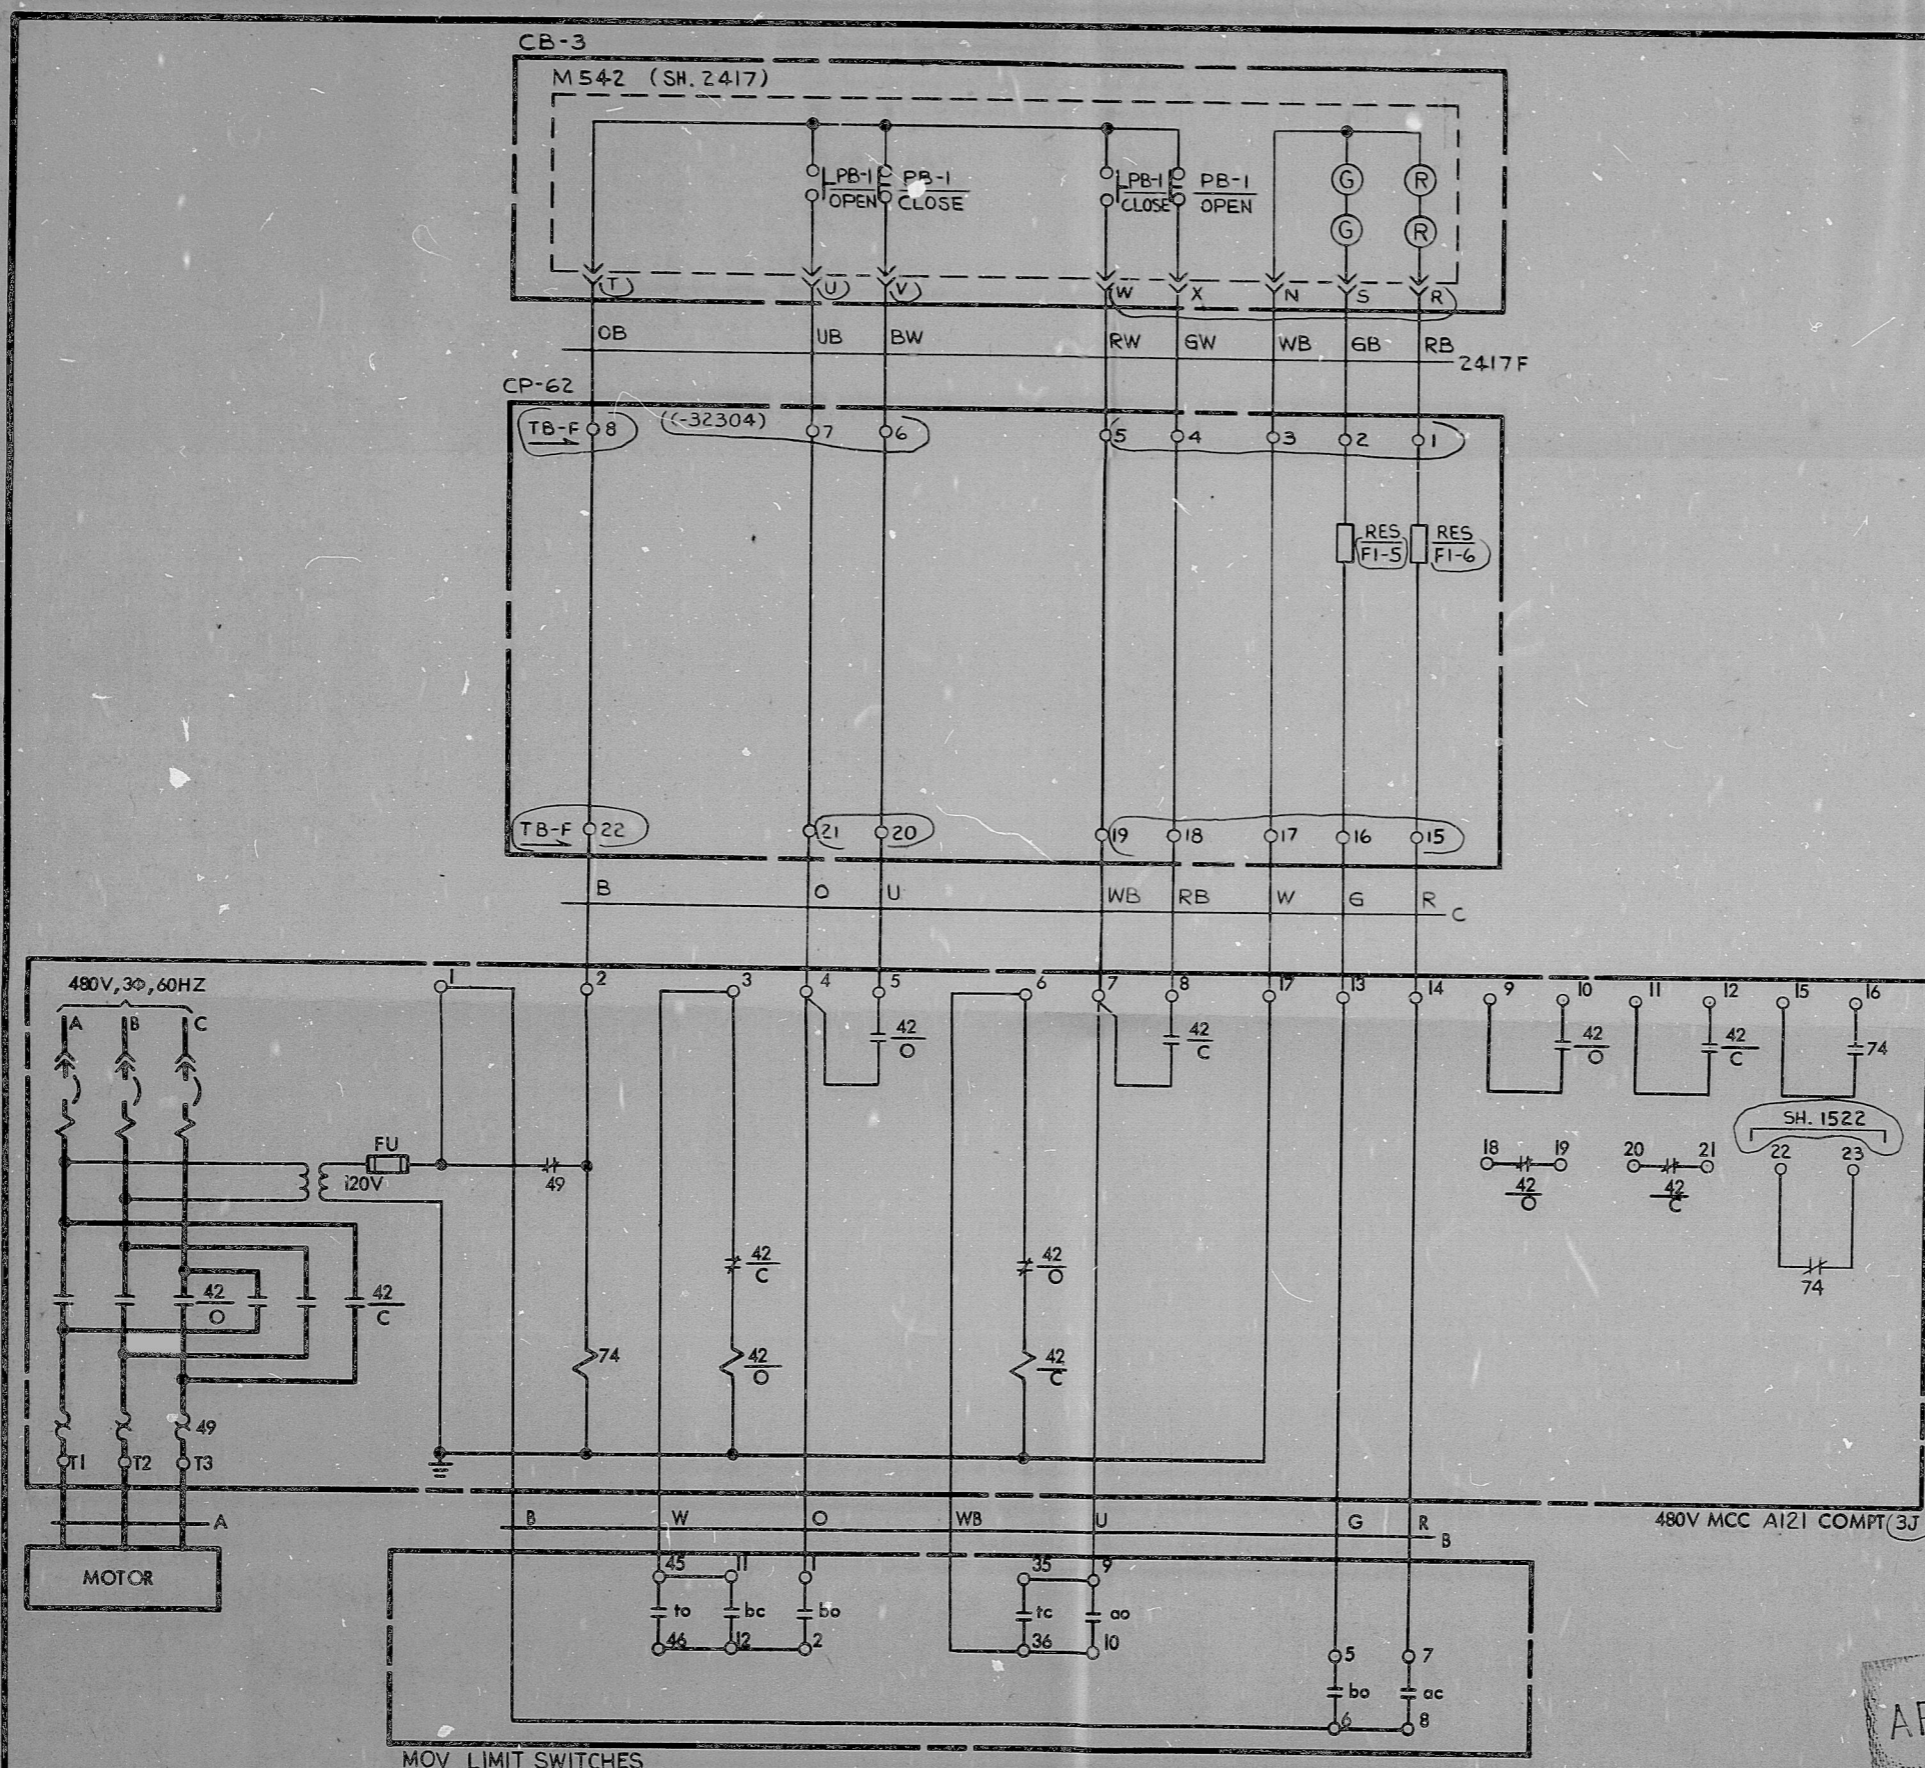 CB-3
M542 (SH. 2417)
PB-1 OPEN
PB-1 CLOSE
PB-1 CLOSE
PB-1 OPEN
G R
G R
T U V W X N S R
OB UB BW RW GW WB GB RB
2417F
CP-62
TB-F 8 ((-32304) 7 6 5 4 3 2 1
RES F1-5
RES F1-6
TB-F 22 21 20 19 18 17 16 15
B O U WB RB W G R C
480V, 3Φ, 60HZ
1 2 3 4 5 6 7 8 17 13 14 9 10 11 12 15 16
A B C
42 O
42 C
42 O
42 C
74
SH. 1522
FU
120V
49
18 19 20 21 22 23
42 O
42 C
74
42 C
42 O
42 O
42 C
74
42 O
42 C
49
T1 T2 T3
A
B W O WB U G R B
480V MCC A121 COMPT (3J
MOTOR
45 11 1 35 9
to bc bo tc ao
46 12 2 36 10
5 7
bo ac
6 8
MOV LIMIT SWITCHES